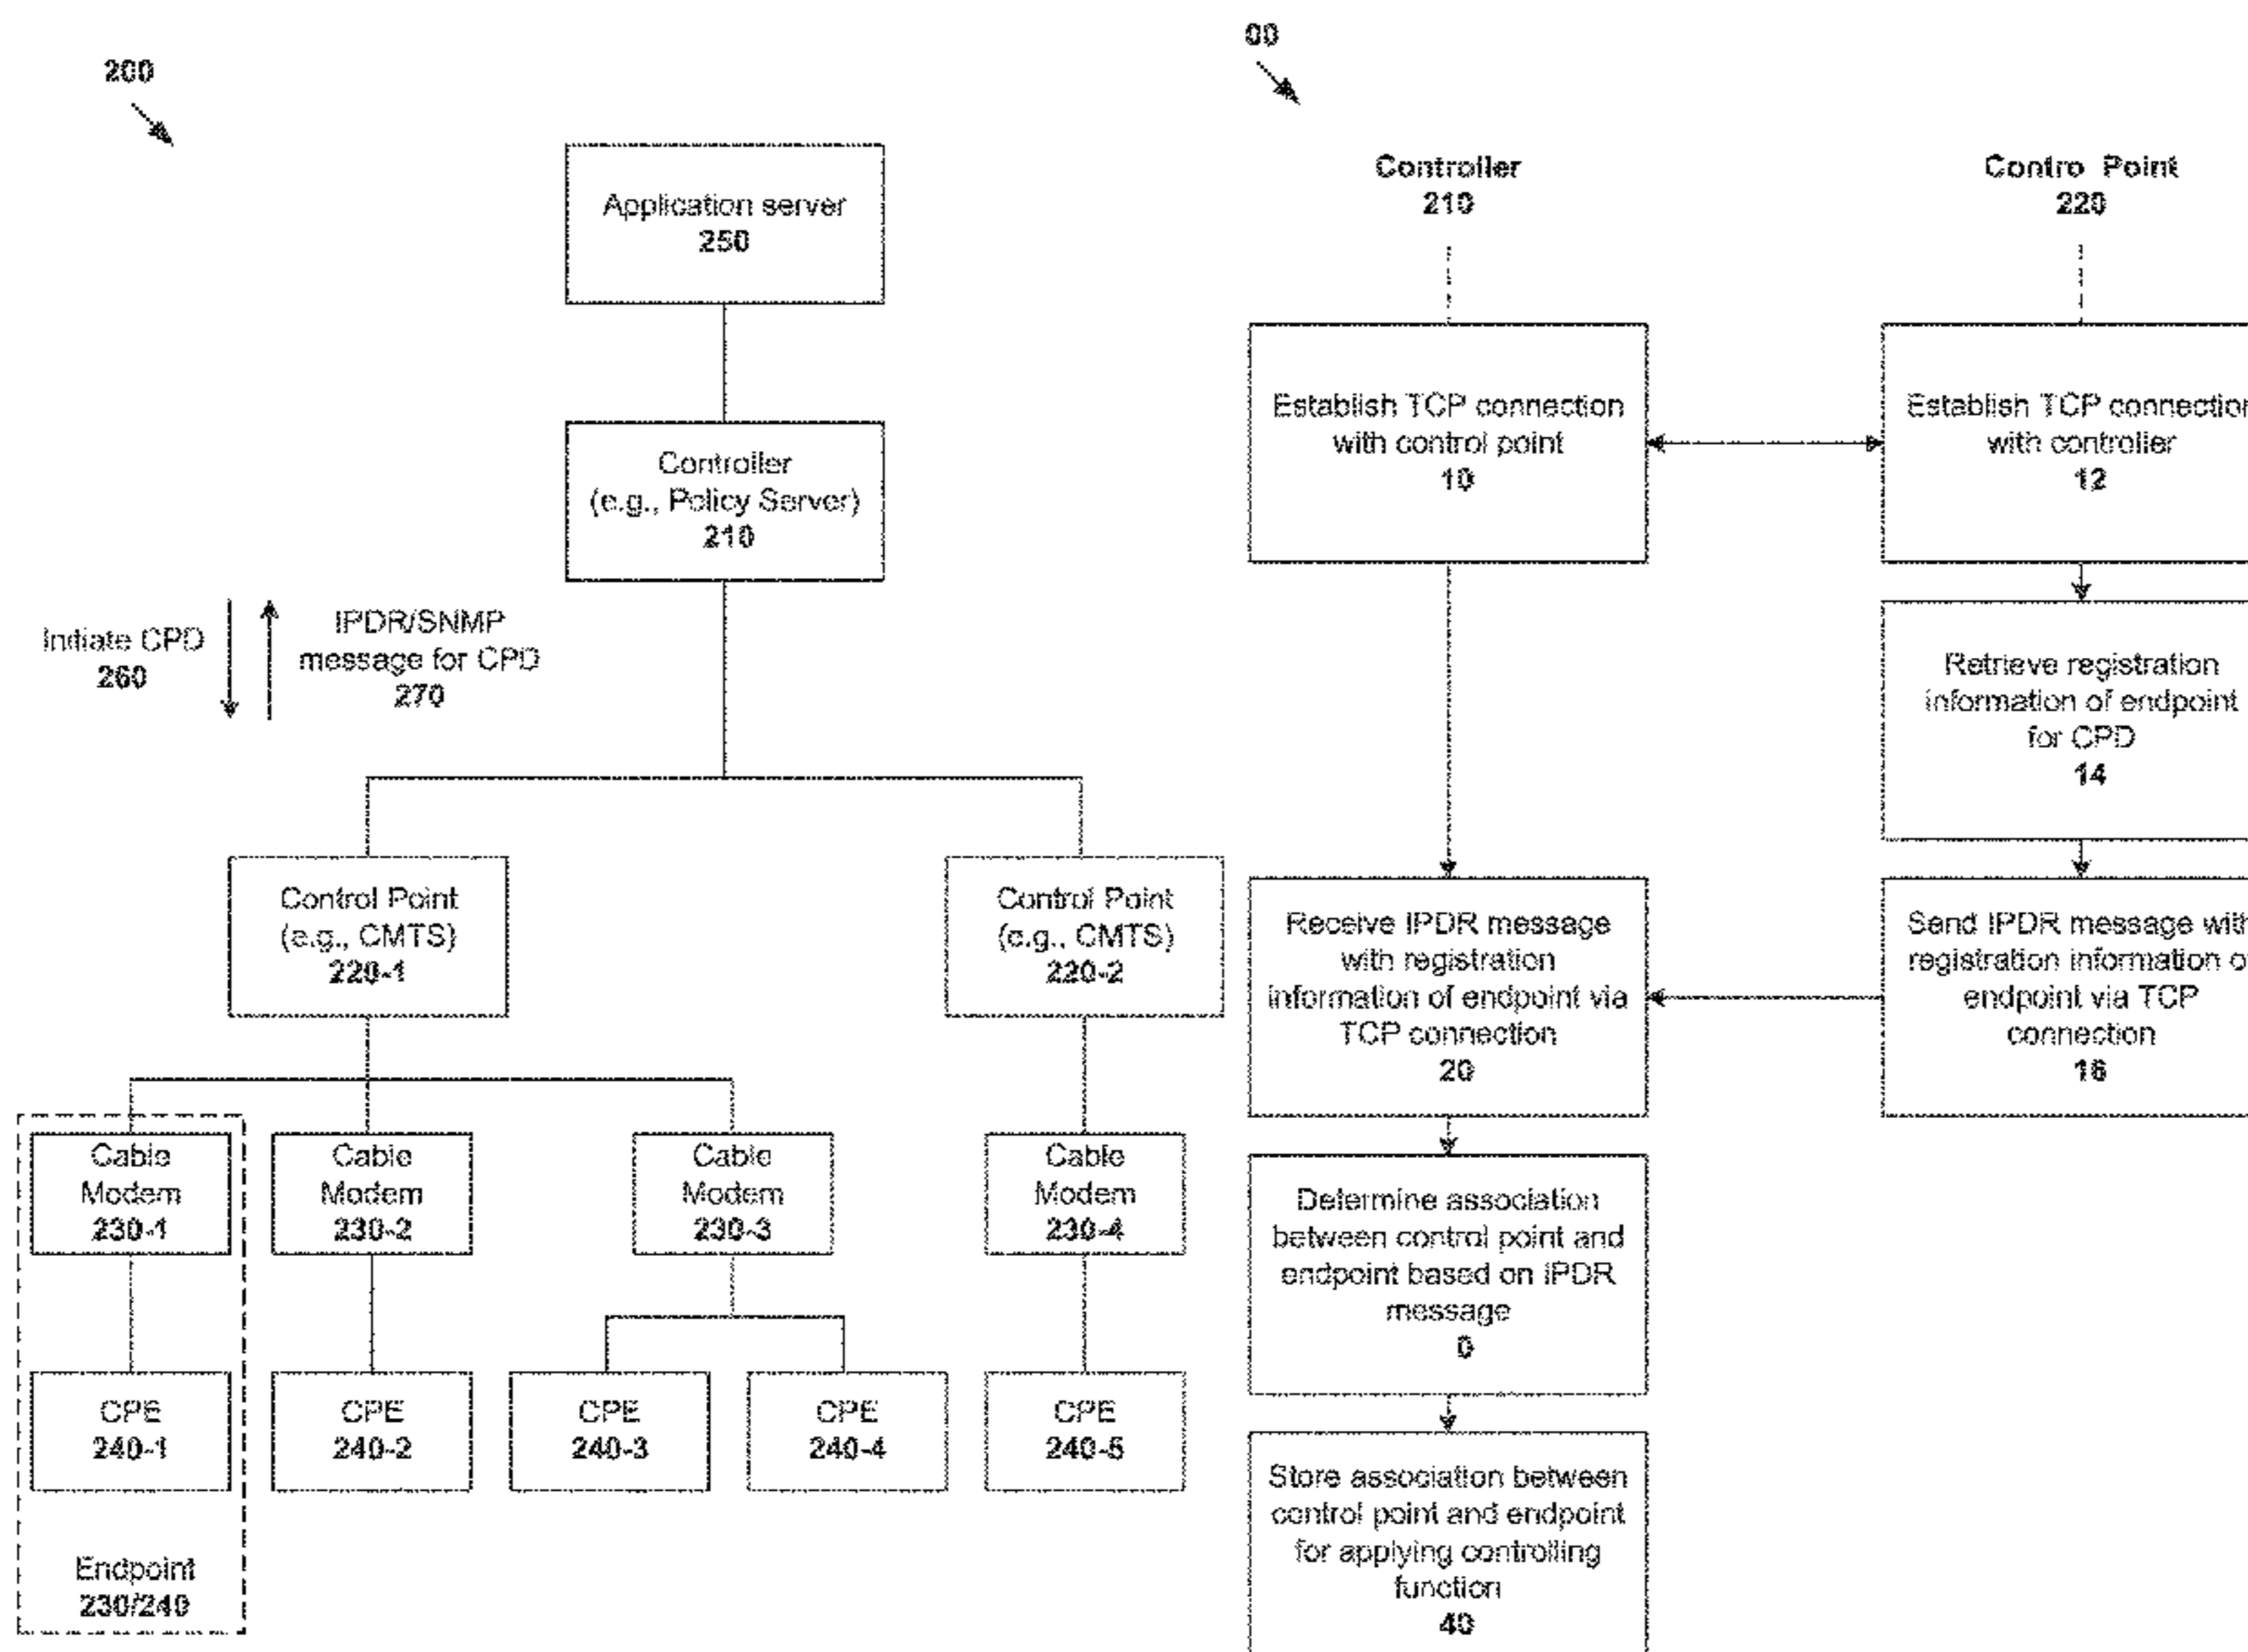 200
Application server
250
Controller
(e.g., Policy Server)
210
Initiate CPD
260
IPDR/SNMP
message for CPD
270
Control Point
(e.g., CMTS)
220-1
Control Point
(e.g., CMTS)
220-2
Cable
Modem
230-1
Cable
Modem
230-2
Cable
Modem
230-3
Cable
Modem
230-4
CPE
240-1
CPE
240-2
CPE
240-3
CPE
240-4
CPE
240-5
Endpoint
230/240
00
Controller
210
Contro Point
220
Establish TCP connection
with control point
10
Establish TCP connection
with controller
12
Retrieve registration
information of endpoint
for CPD
14
Receive IPDR message
with registration
information of endpoint via
TCP connection
20
Send IPDR message with
registration information of
endpoint via TCP
connection
16
Determine association
between control point and
endpoint based on IPDR
message
0
Store association between
control point and endpoint
for applying controlling
function
40